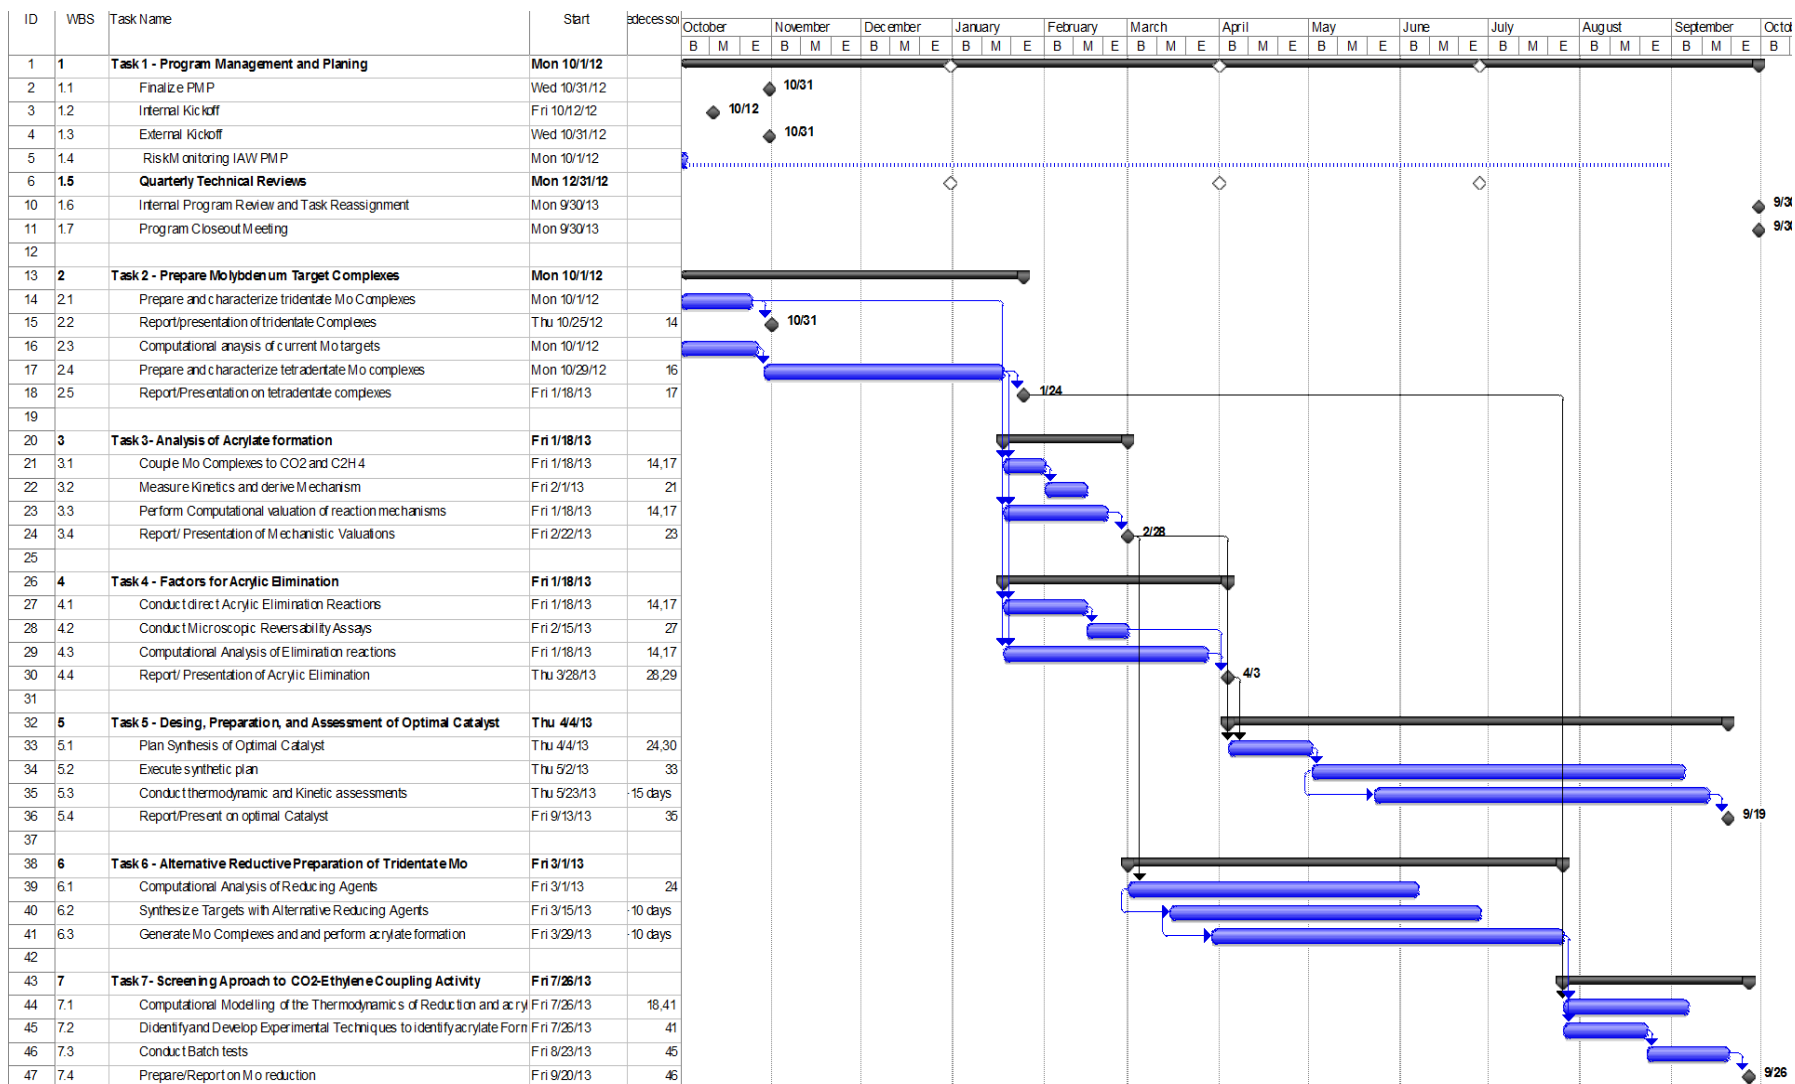 ID WBS Task Name Start edecessor October November December January February March April May June July August September Octo
B M E B M E B M E B M E B M E B M E B M E B M E B M E B M E B M E B M E B
1 1 Task 1 - Program Management and Planing Mon 10/1/12
2 1.1 Finalize PMP Wed 10/31/12 10/31
3 1.2 Internal Kickoff Fri 10/12/12 10/12
4 1.3 External Kickoff Wed 10/31/12 10/31
5 1.4 RiskMonitoring IAW PMP Mon 10/1/12
6 1.5 Quarterly Technical Reviews Mon 12/31/12
10 1.6 Internal Program Review and Task Reassignment Mon 9/30/13 9/30
11 1.7 Program Closeout Meeting Mon 9/30/13 9/30
12
13 2 Task 2 - Prepare Molybdenum Target Complexes Mon 10/1/12
14 2.1 Prepare and characterize tridentate Mo Complexes Mon 10/1/12
15 2.2 Report/presentation of tridentate Complexes Thu 10/25/12 14 10/31
16 2.3 Computational anaysis of current Mo targets Mon 10/1/12
17 2.4 Prepare and characterize tetradentate Mo complexes Mon 10/29/12 16
18 2.5 Report/Presentation on tetradentate complexes Fri 1/18/13 17 1/24
19
20 3 Task 3- Analysis of Acrylate formation Fri 1/18/13
21 3.1 Couple Mo Complexes to CO2 and C2H4 Fri 1/18/13 14,17
22 3.2 Measure Kinetics and derive Mechanism Fri 2/1/13 21
23 3.3 Perform Computational valuation of reaction mechanisms Fri 1/18/13 14,17
24 3.4 Report/ Presentation of Mechanistic Valuations Fri 2/22/13 23 2/28
25
26 4 Task 4 - Factors for Acrylic Elimination Fri 1/18/13
27 4.1 Conduct direct Acrylic Elimination Reactions Fri 1/18/13 14,17
28 4.2 Conduct Microscopic Reversability Assays Fri 2/15/13 27
29 4.3 Computational Analysis of Elimination reactions Fri 1/18/13 14,17
30 4.4 Report/ Presentation of Acrylic Elimination Thu 3/28/13 28,29 4/3
31
32 5 Task 5 - Desing, Preparation, and Assessment of Optimal Catalyst Thu 4/4/13
33 5.1 Plan Synthesis of Optimal Catalyst Thu 4/4/13 24,30
34 5.2 Execute synthetic plan Thu 5/2/13 33
35 5.3 Conduct thermodynamic and Kinetic assessments Thu 5/23/13 -15 days
36 5.4 Report/Present on optimal Catalyst Fri 9/13/13 35 9/19
37
38 6 Task 6 - Alternative Reductive Preparation of Tridentate Mo Fri 3/1/13
39 6.1 Computational Analysis of Reducing Agents Fri 3/1/13 24
40 6.2 Synthesize Targets with Alternative Reducing Agents Fri 3/15/13 -10 days
41 6.3 Generate Mo Complexes and and perform acrylate formation Fri 3/29/13 -10 days
42
43 7 Task 7- Screening Aproach to CO2-Ethylene Coupling Activity Fri 7/26/13
44 7.1 Computational Modelling of the Thermodynamics of Reduction and acryl Fri 7/26/13 18,41
45 7.2 Didentify and Develop Experimental Techniques to identify acrylate Form Fri 7/26/13 41
46 7.3 Conduct Batch tests Fri 8/23/13 45
47 7.4 Prepare/Report on Mo reduction Fri 9/20/13 46 9/26